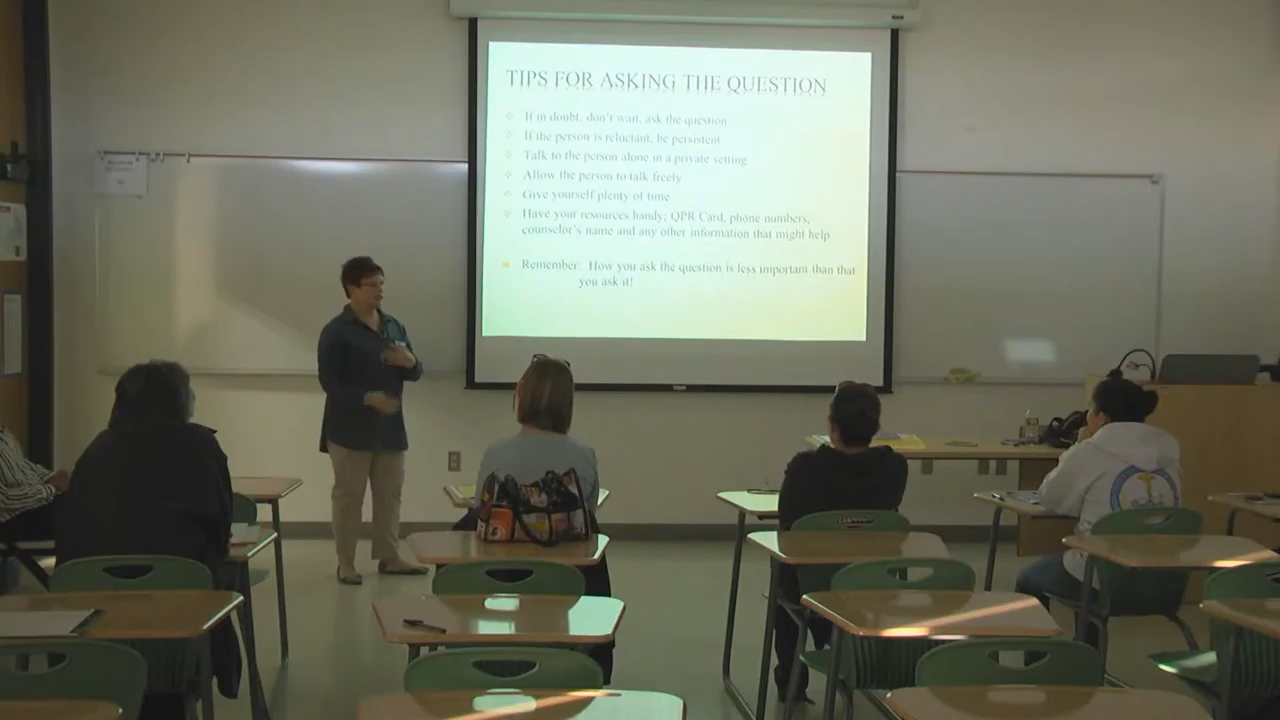 TIPS FOR ASKING THE QUESTION
If in doubt, don't wait, ask the question
If the person is reluctant, be persistent
Talk to the person alone in a private setting
Allow the person to talk freely
Give yourself plenty of time
Have your resources handy; QPR Card, phone numbers,
counselor's name and any other information that might help
Remember: How you ask the question is less important than that
you ask it!